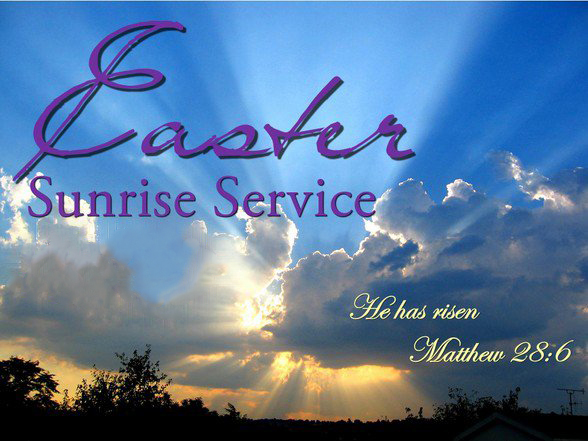 Easter
Sunrise Service
He has risen
Matthew 28:6